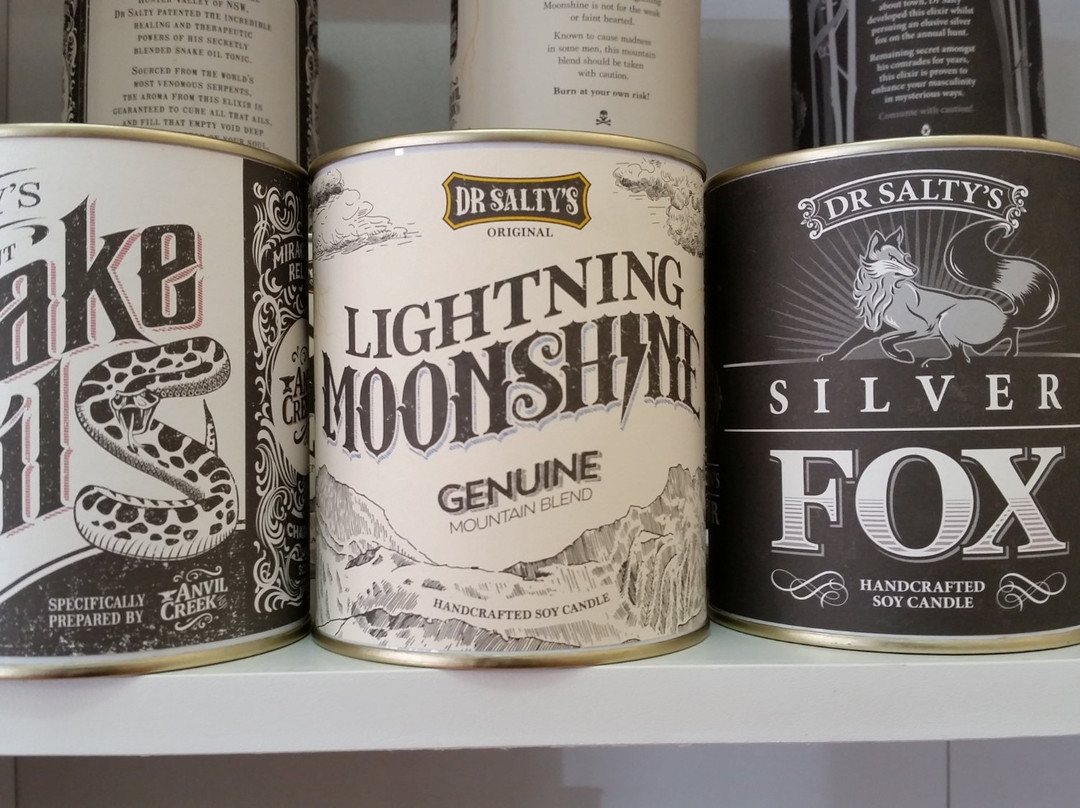 HUNTER VALLEY OF NSW,
DR SALTY PATENTED THE INCREDIBLE
HEALING AND THERAPEUTIC
POWERS OF HIS SECRETLY
BLENDED SNAKE OIL TONIC.
SOURCED FROM THE WORLD'S
MOST VENOMOUS SERPENTS,
THE AROMA FROM THIS ELIXIR IS
GUARANTEED TO CURE ALL THAT AILS,
AND FILL THAT EMPTY VOID DEEP
OF YOUR SOUL.
Moonshine is not for the weak
or faint hearted.
Known to cause madness
in some men, this mountain
blend should be taken
with caution.
Burn at your own risk!
about town, Dr Salty
developed this elixir whilst
pursuing an elusive silver
fox on the annual hunt.
Remaining secret amongst
his comrades for years,
this elixir is proven to
enhance your masculinity
in mysterious ways.
Consume with caution!
Y'S
ake
SPECIFICALLY
PREPARED BY
ANVIL
CREEK
DR SALTY'S
ORIGINAL
LIGHTNING
MOONSHINE
GENUINE
MOUNTAIN BLEND
HANDCRAFTED SOY CANDLE
DR SALTY'S
SILVER
FOX
HANDCRAFTED
SOY CANDLE